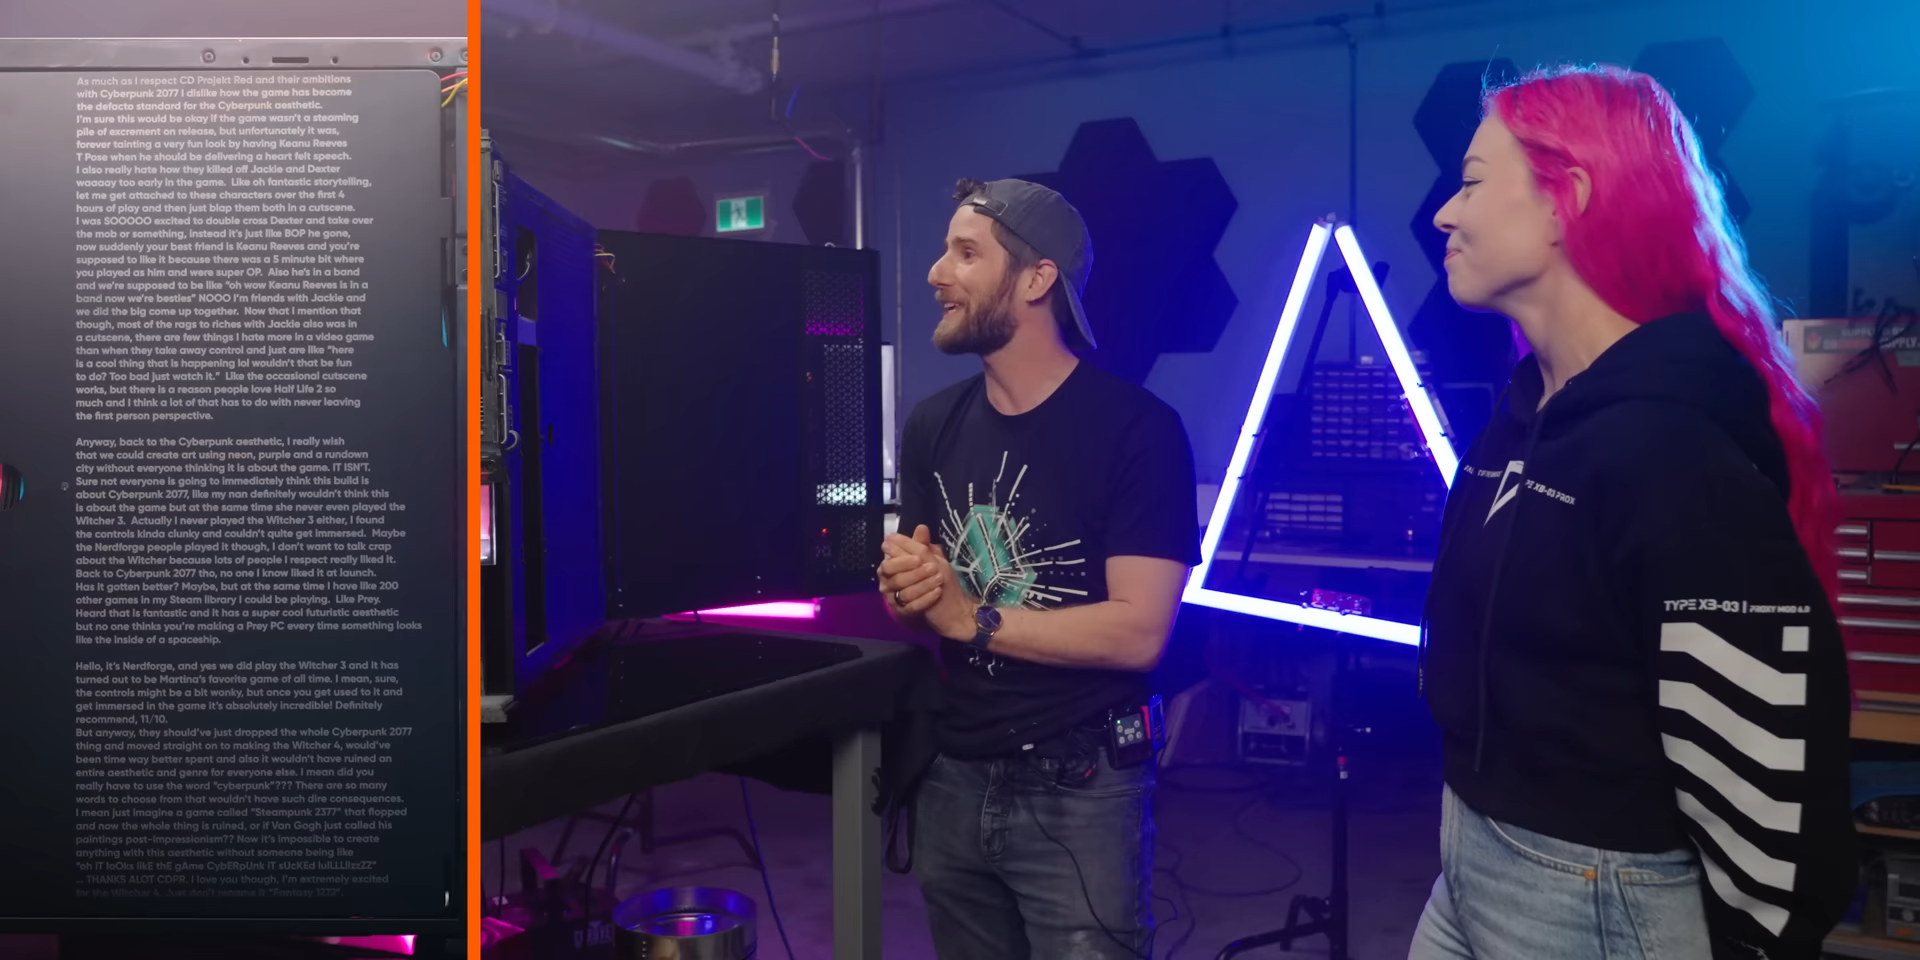 As much as I respect CD Projekt Red and their ambitions
with Cyberpunk 2077 I dislike how the game has become
the defacto standard for the Cyberpunk aesthetic.
I'm sure this would be okay if the game wasn't a steaming
pile of excrement on release, but unfortunately it was,
forever tainting a very fun look by having Keanu Reeves
T Pose when he should be delivering a heart felt speech.
I also really hate how they killed off Jackie and Dexter
waaaay too early in the game.  Like oh fantastic storytelling,
let me get attached to these characters over the first 4
hours of play and then just blap them both in a cutscene.
I was SOOOOO excited to double cross Dexter and take over
the mob or something, instead it's just like BOP he gone,
now suddenly your best friend is Keanu Reeves and you're
supposed to like it because there was a 5 minute bit where
you played as him and were super OP.  Also he's in a band
and we're supposed to be like "oh wow Keanu Reeves is in a
band now we're besties" NOOO I'm friends with Jackie and
we did the big come up together.  Now that I mention that
though, most of the rags to riches with Jackie also was in
a cutscene, there are few things I hate more in a video game
than when they take away control and just are like "here
is a cool thing that is happening lol wouldn't that be fun
to do? Too bad just watch it."  Like the occasional cutscene
works, but there is a reason people love Half Life 2 so
much and I think a lot of that has to do with never leaving
the first person perspective.
Anyway, back to the Cyberpunk aesthetic, I really wish
that we could create art using neon, purple and a rundown
city without everyone thinking it is about the game. IT ISN'T.
Sure not everyone is going to immediately think this build is
about Cyberpunk 2077, like my nan definitely wouldn't think this
is about the game but at the same time she never even played the
Witcher 3.  Actually I never played the Witcher 3 either, I found
the controls kinda clunky and couldn't quite get immersed.  Maybe
the Nerdforge people played it though, I don't want to talk crap
about the Witcher because lots of people I respect really liked it.
Back to Cyberpunk 2077 tho, no one I know liked it at launch.
Has it gotten better? Maybe, but at the same time I have like 200
other games in my Steam library I could be playing.  Like Prey.
Heard that is fantastic and it has a super cool futuristic aesthetic
but no one thinks you're making a Prey PC every time something looks
like the inside of a spaceship.
Hello, it's Nerdforge, and yes we did play the Witcher 3 and it has
turned out to be Martina's favorite game of all time. I mean, sure,
the controls might be a bit wonky, but once you get used to it and
get immersed in the game it's absolutely incredible! Definitely
recommend, 11/10.
But anyway, they should've just dropped the whole Cyberpunk 2077
thing and moved straight on to making the Witcher 4, would've
been time way better spent and also it wouldn't have ruined an
entire aesthetic and genre for everyone else. I mean did you
really have to use the word "cyberpunk"??? There are so many
words to choose from that wouldn't have such dire consequences.
I mean just imagine a game called "Steampunk 2377" that flopped
and now the whole thing is ruined, or if Van Gogh just called his
paintings post-impressionism?? Now it's impossible to create
anything with this aesthetic without someone being like
"oh iT loOks likE thE gAme CybERpUnk iT sUcKEd lulLLlIzzZZ"
... THANKS ALOT CDPR. I love you though, I'm extremely excited
for the Witcher 4. Just don't rename it "Fantasy 1272".
TYPE XB-03 | PROXY MOD 6.0
PE XB-03 PROX